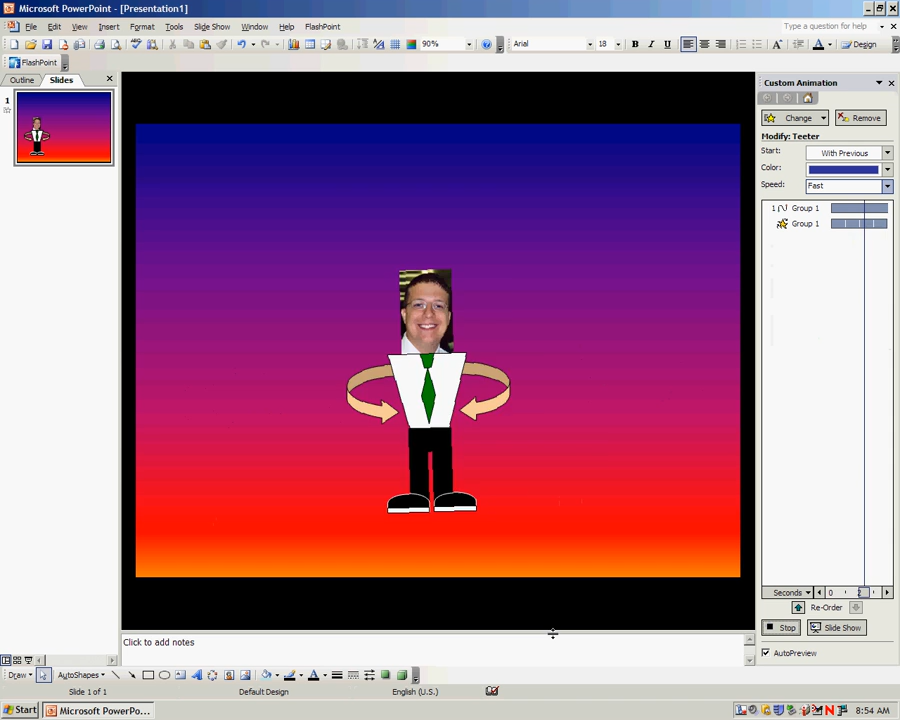 Microsoft PowerPoint - [Presentation1]
File Edit View Insert Format Tools Slide Show Window Help FlashPoint
Type a question for help
90% Arial 18 B I U A A Design
FlashPoint
Outline Slides
1
Custom Animation
Change Remove
Modify: Teeter
Start: With Previous
Color:
Speed: Fast
1 Group 1
Group 1
Seconds 0 2
Re-Order
Stop Slide Show
AutoPreview
Click to add notes
Draw AutoShapes A
Slide 1 of 1 Default Design English (U.S.)
Start Microsoft PowerPo... 8:54 AM